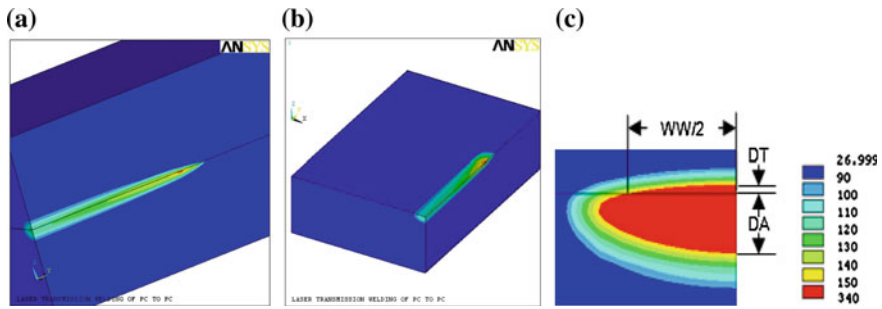 (a)
ANSYS
LASER TRANSMISSION WELDING OF PC TO PC
(b)
1
ANSYS
Z
X
LASER TRANSMISSION WELDING OF PC TO PC
(c)
WW/2
DT
DA
26.999
90
100
110
120
130
140
150
340